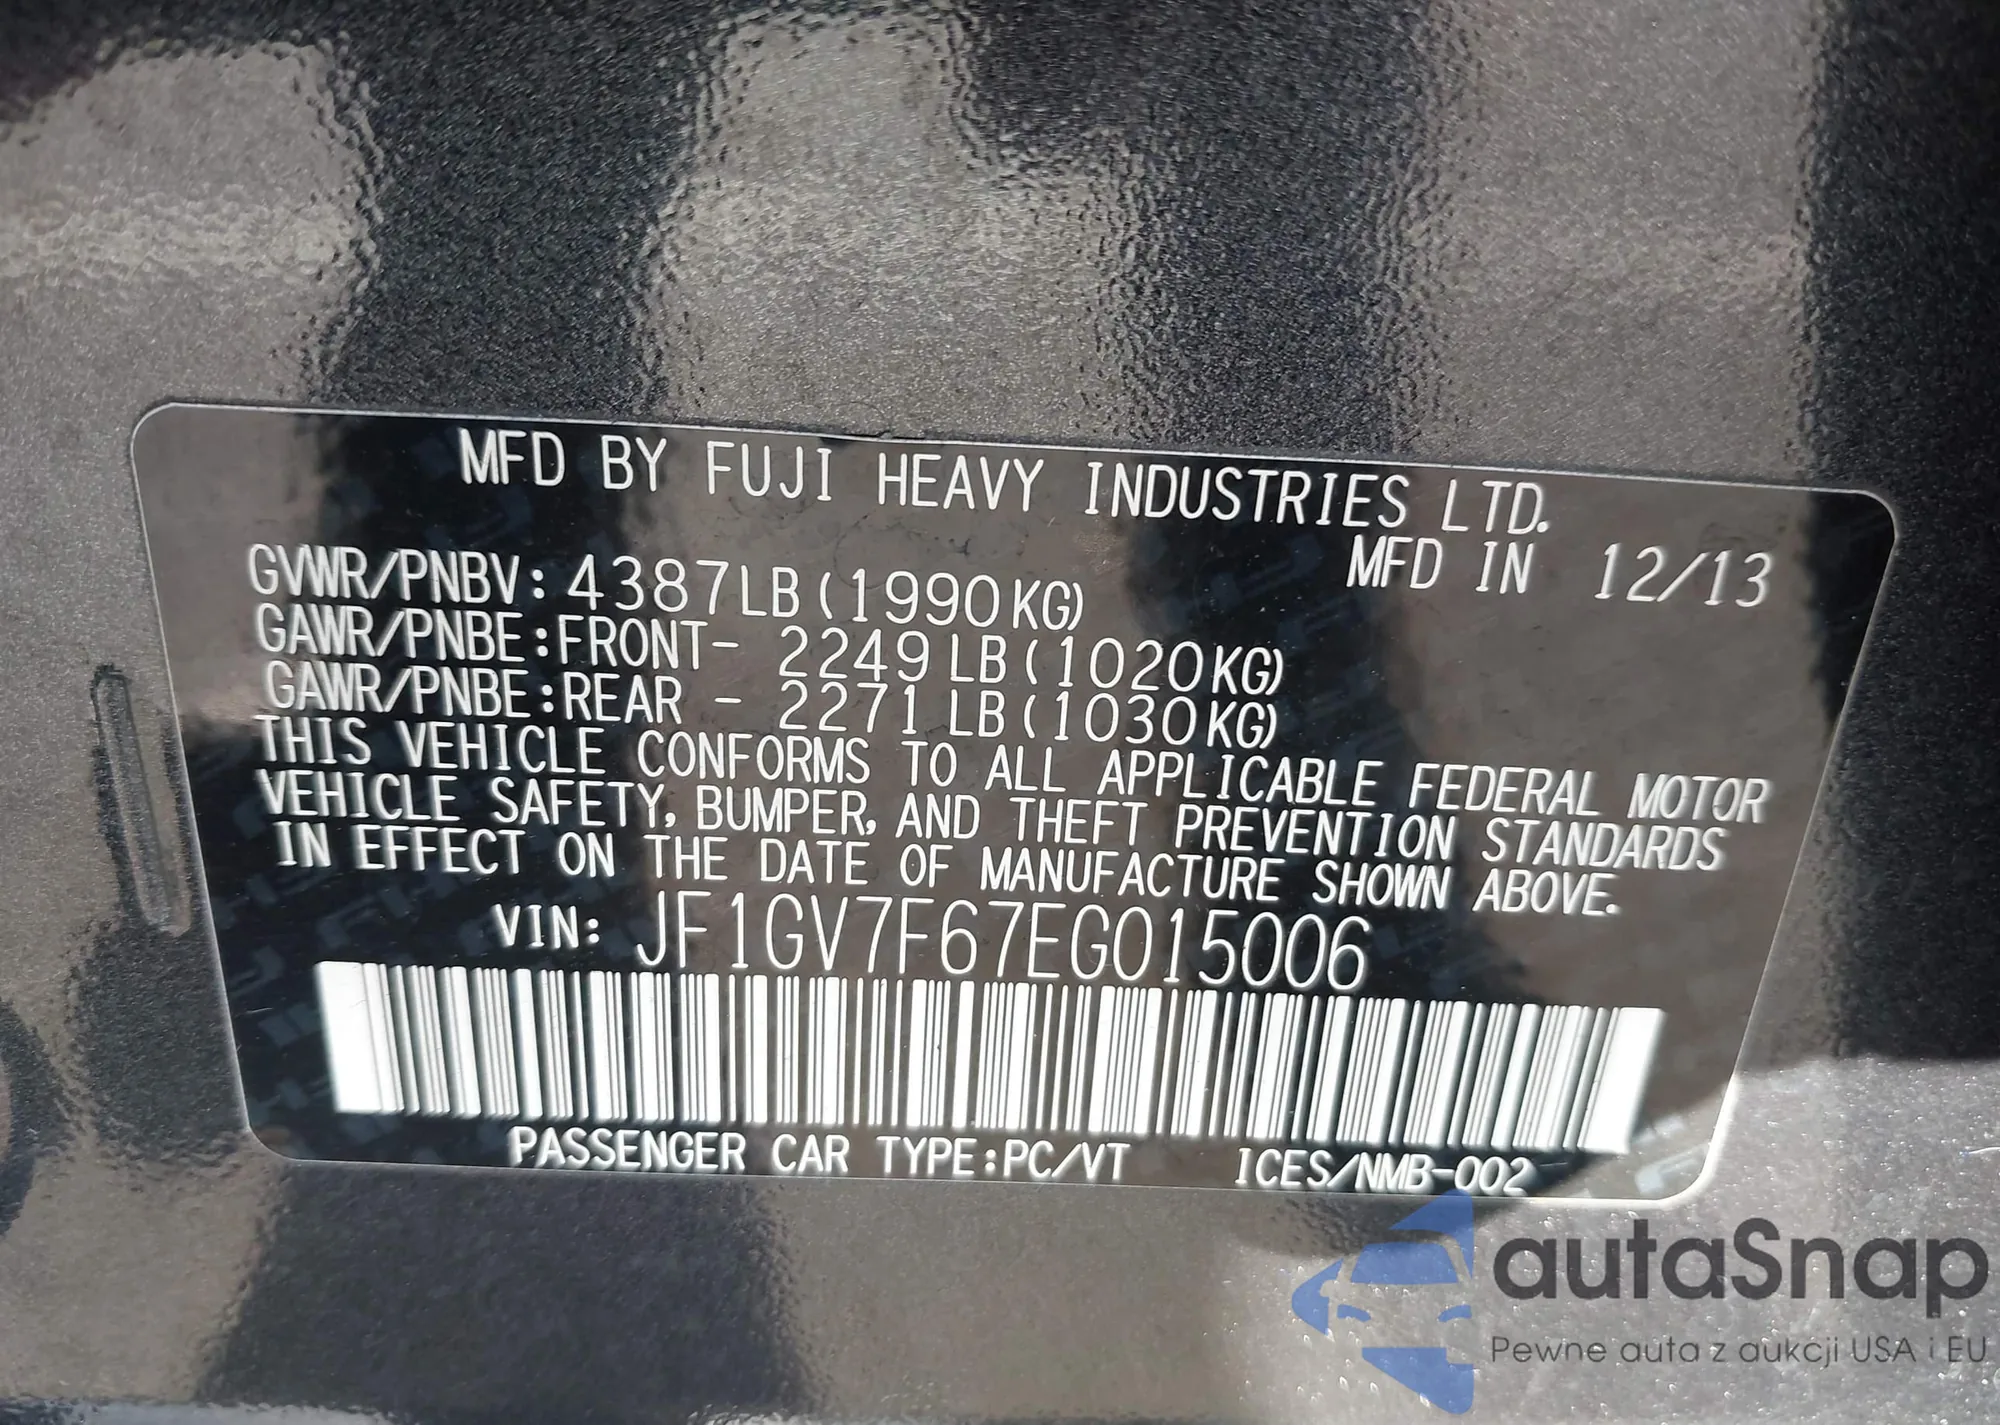 MFD BY FUJI HEAVY INDUSTRIES LTD.
MFD IN 12/13
GVWR/PNBV: 4387LB(1990KG)
GAWR/PNBE:FRONT- 2249LB(1020KG)
GAWR/PNBE:REAR - 2271LB(1030KG)
THIS VEHICLE CONFORMS TO ALL APPLICABLE FEDERAL MOTOR
VEHICLE SAFETY, BUMPER, AND THEFT PREVENTION STANDARDS
IN EFFECT ON THE DATE OF MANUFACTURE SHOWN ABOVE.
VIN: JF1GV7F67EG015006
PASSENGER CAR TYPE:PC/VT ICES/NMB-002
autaSnap
Pewne auta z aukcji USA i EU